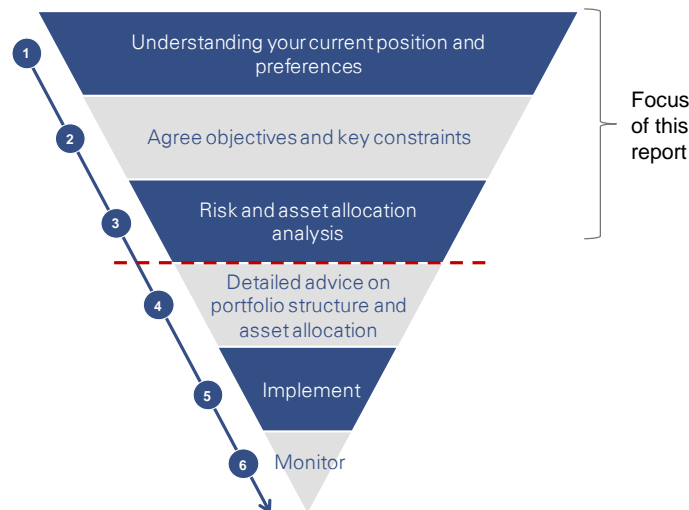 1
Understanding your current position and
preferences
2
Agree objectives and key constraints
3
Risk and asset allocation
analysis
Focus
of this
report
4
Detailed advice on
portfolio structure and
asset allocation
5
Implement
6
Monitor